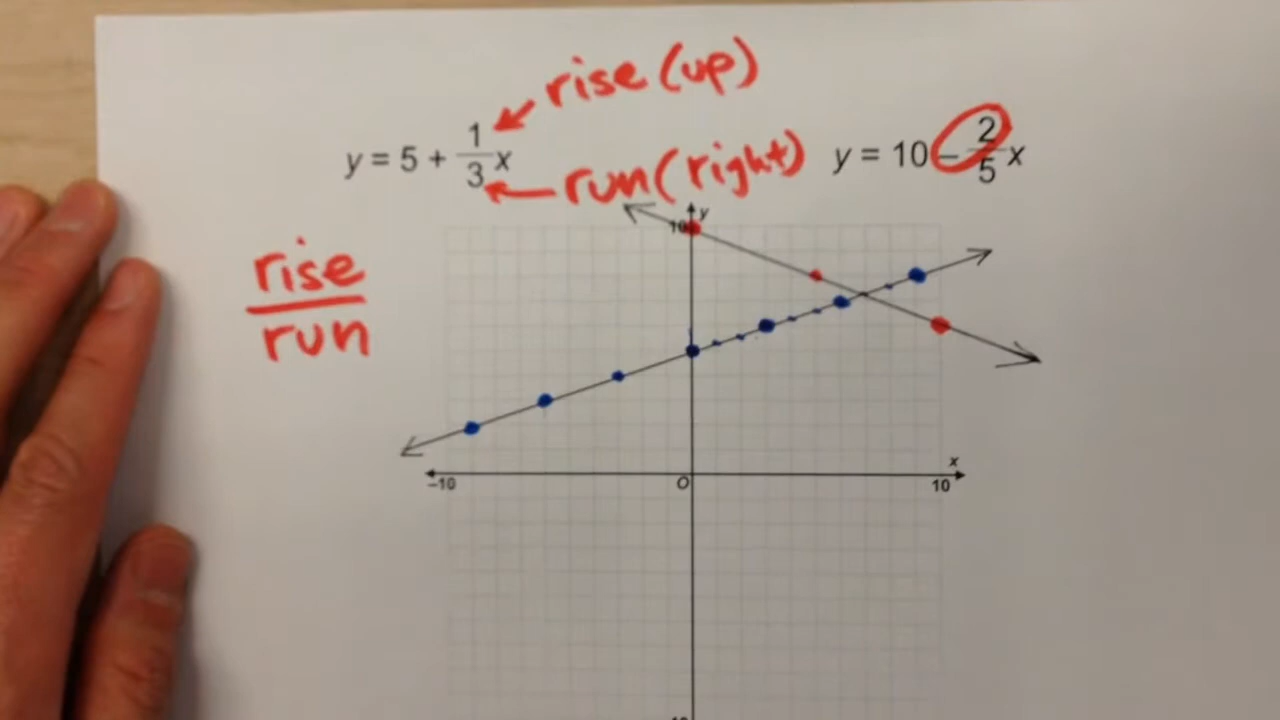 rise (up)
y = 5 + 1/3 x
run (right)
y = 10 - 2/5 x
rise
run
10 y
x
-10 O 10